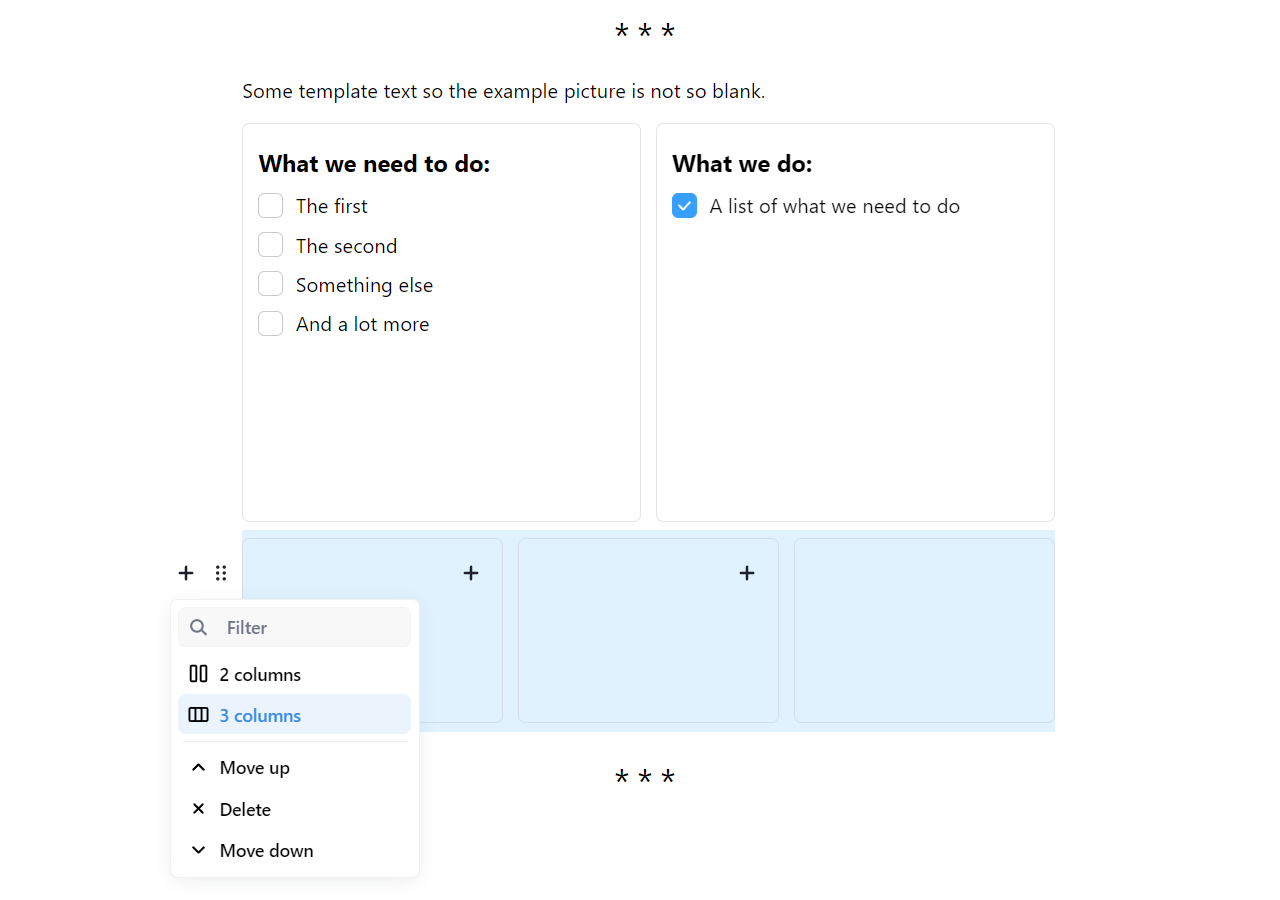 * * *
Some template text so the example picture is not so blank.
What we need to do:
The first
The second
Something else
And a lot more
What we do:
A list of what we need to do
Filter
2 columns
3 columns
Move up
Delete
Move down
* * *